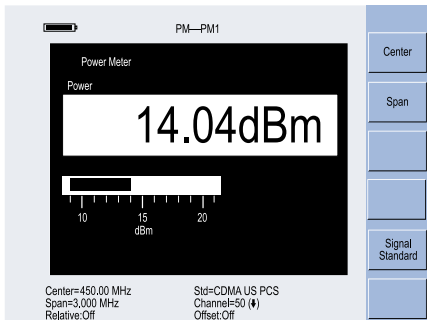 PM—PM1
Power Meter
Power
14.04dBm
10 15 20
dBm
Center=450.00 MHz
Span=3,000 MHz
Relative:Off
Std=CDMA US PCS
Channel=50 (⬇)
Offset:Off
Center
Span
Signal
Standard